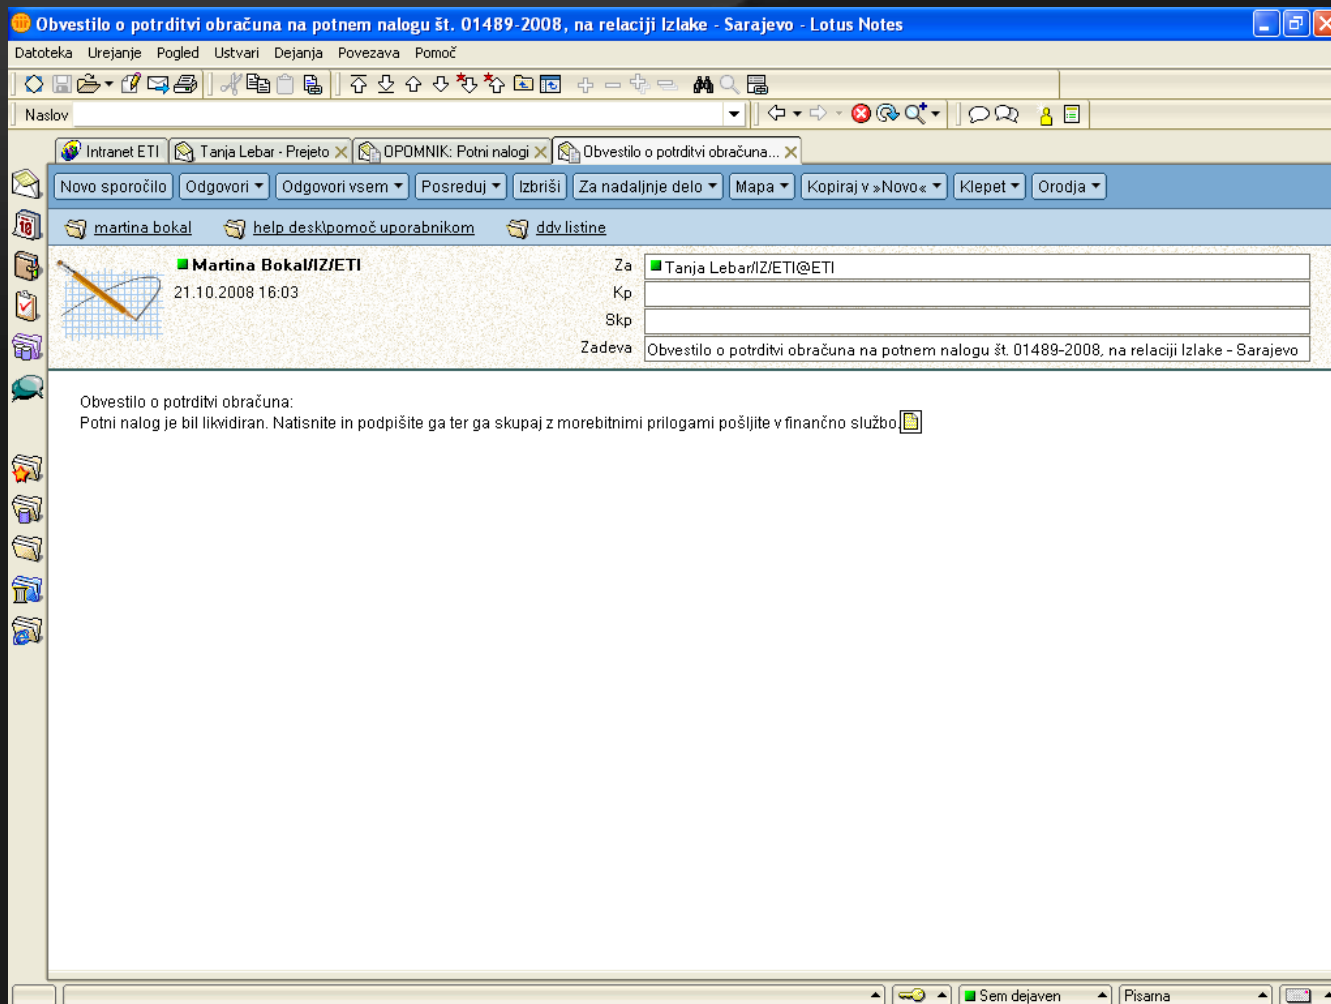 Obvestilo o potrditvi obračuna na potnem nalogu št. 01489-2008, na relaciji Izlake - Sarajevo - Lotus Notes
Datoteka Urejanje Pogled Ustvari Dejanja Povezava Pomoč
Naslov
Intranet ETI Tanja Lebar - Prejeto OPOMNIK: Potni nalogi Obvestilo o potrditvi obračuna...
Novo sporočilo Odgovori Odgovori vsem Posreduj Izbriši Za nadaljnje delo Mapa Kopiraj v »Novo« Klepet Orodja
martina bokal help desk\pomoč uporabnikom ddv listine
Martina Bokal/IZ/ETI
21.10.2008 16:03
Za Tanja Lebar/IZ/ETI@ETI
Kp
Skp
Zadeva Obvestilo o potrditvi obračuna na potnem nalogu št. 01489-2008, na relaciji Izlake - Sarajevo
Obvestilo o potrditvi obračuna:
Potni nalog je bil likvidiran. Natisnite in podpišite ga ter ga skupaj z morebitnimi prilogami pošljite v finančno službo.
Sem dejaven Pisarna